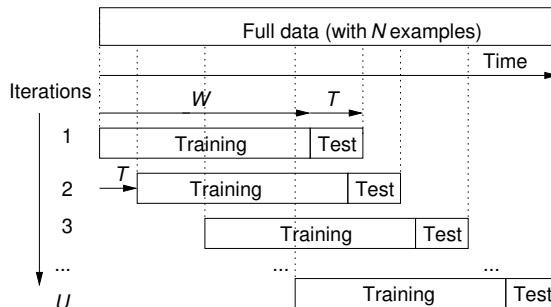 Full data (with N examples)
Time
Iterations
W T
1 Training Test
T
2 Training Test
3 Training Test
... ... ...
U Training Test